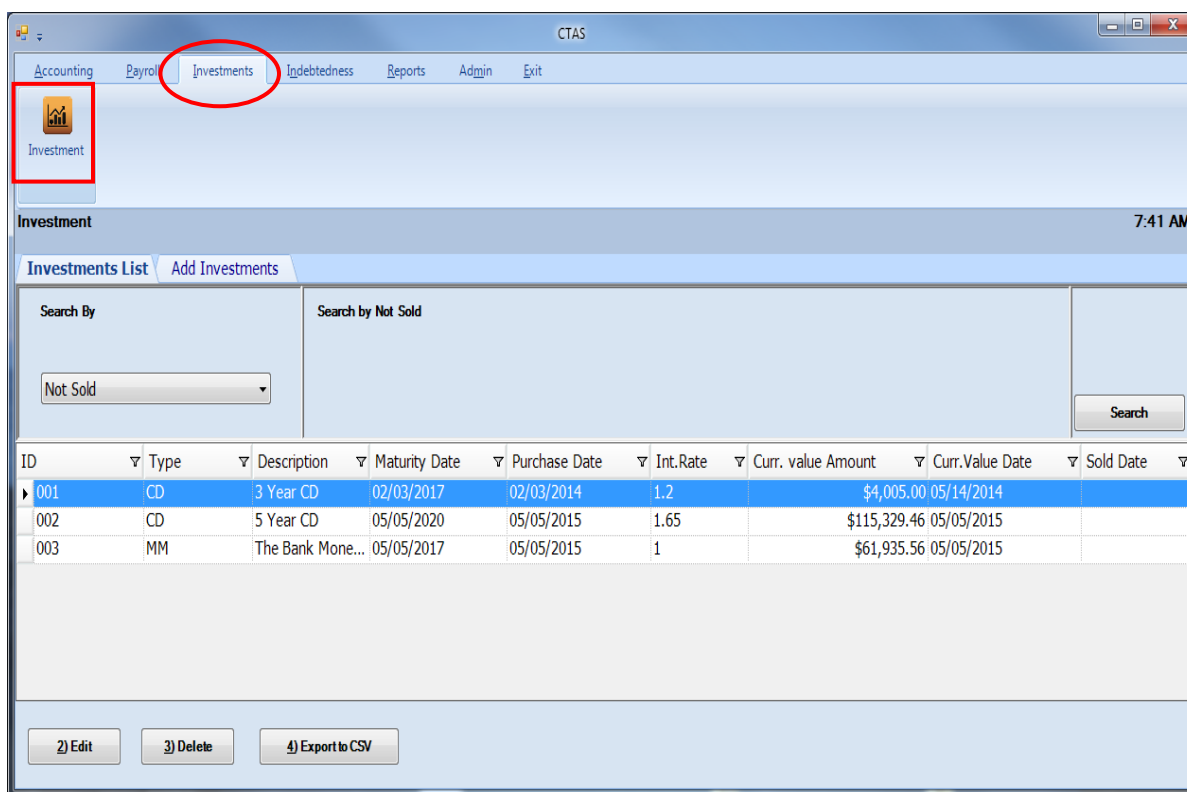 CTAS
Accounting Payroll Investments Indebtedness Reports Admin Exit
Investment
Investment 7:41 AM
Investments List Add Investments
Search By Search by Not Sold
Not Sold
Search
ID Type Description Maturity Date Purchase Date Int.Rate Curr. value Amount Curr.Value Date Sold Date
001 CD 3 Year CD 02/03/2017 02/03/2014 1.2 $4,005.00 05/14/2014
002 CD 5 Year CD 05/05/2020 05/05/2015 1.65 $115,329.46 05/05/2015
003 MM The Bank Mone... 05/05/2017 05/05/2015 1 $61,935.56 05/05/2015
2) Edit 3) Delete 4) Export to CSV